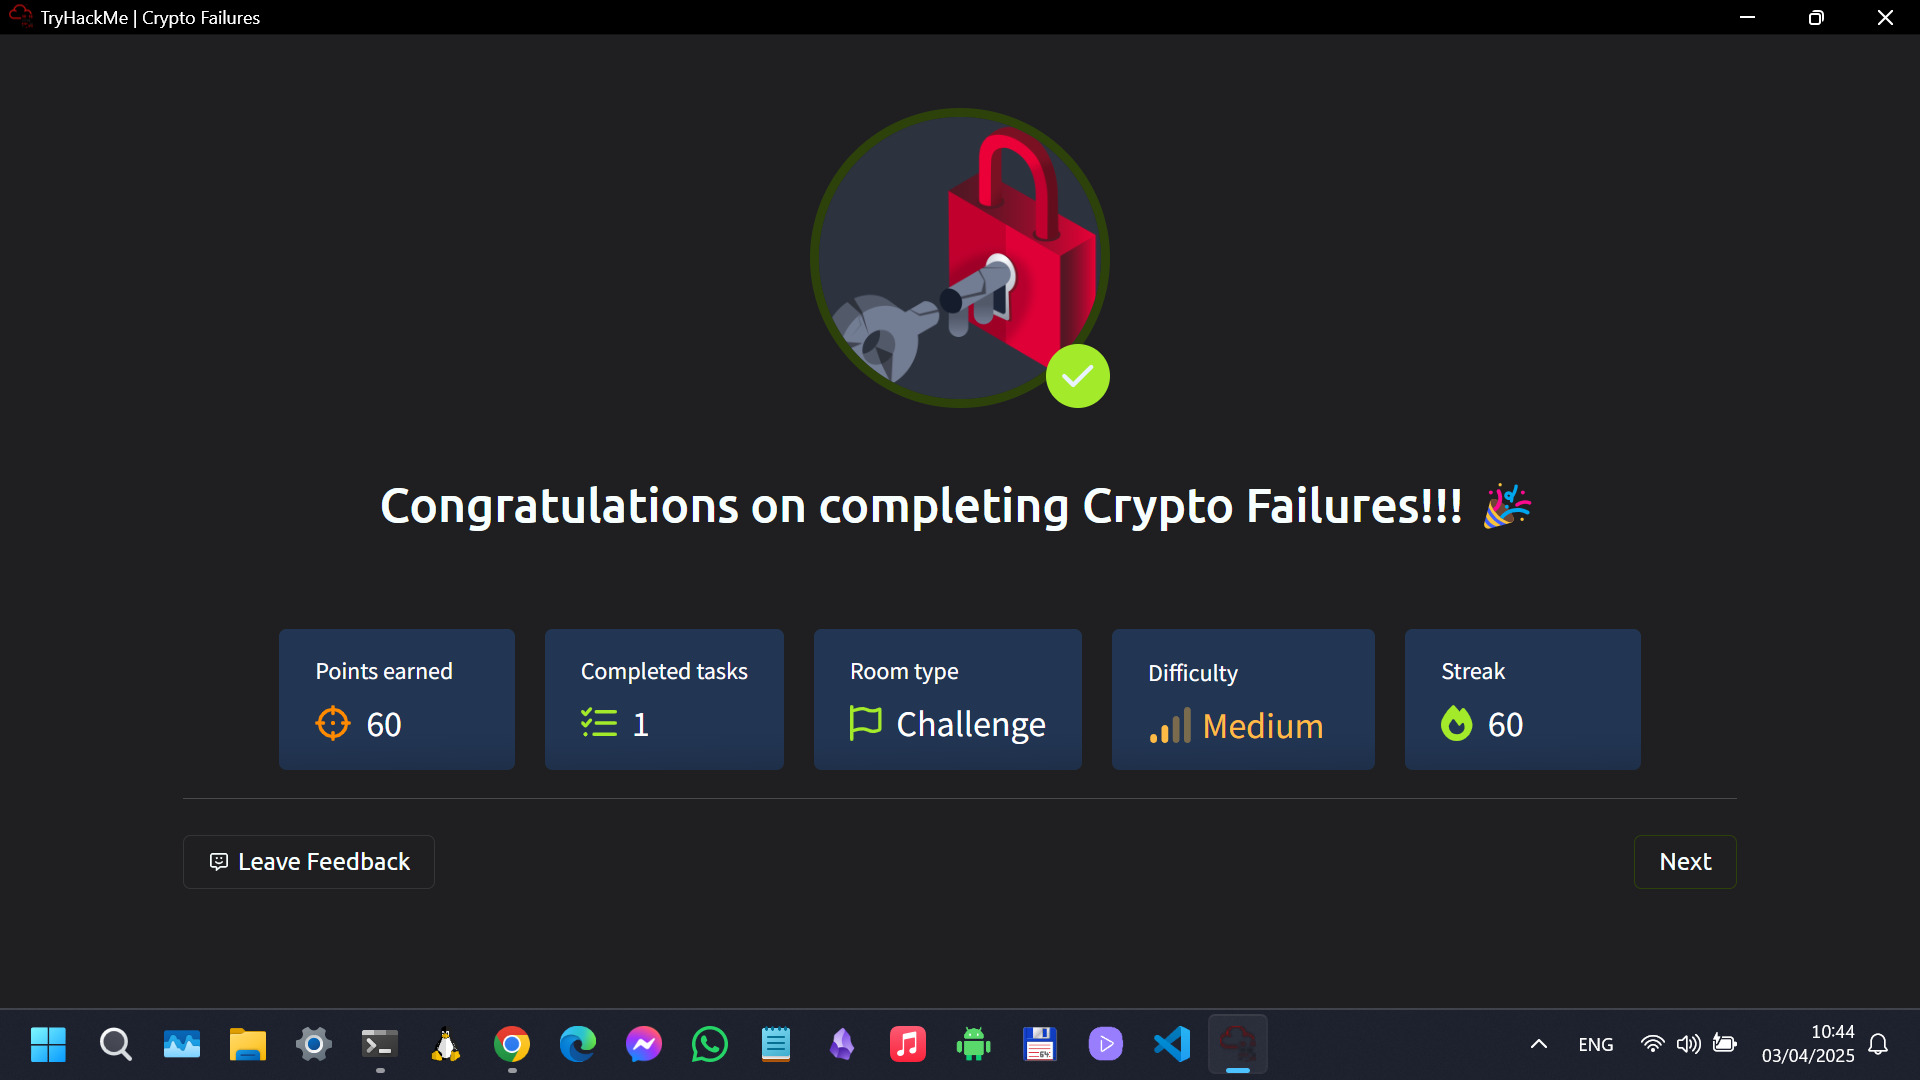 TryHackMe | Crypto Failures
Congratulations on completing Crypto Failures!!! 🎉
Points earned
60
Completed tasks
1
Room type
Challenge
Difficulty
Medium
Streak
60
Leave Feedback
Next
64
ENG
10:44
03/04/2025